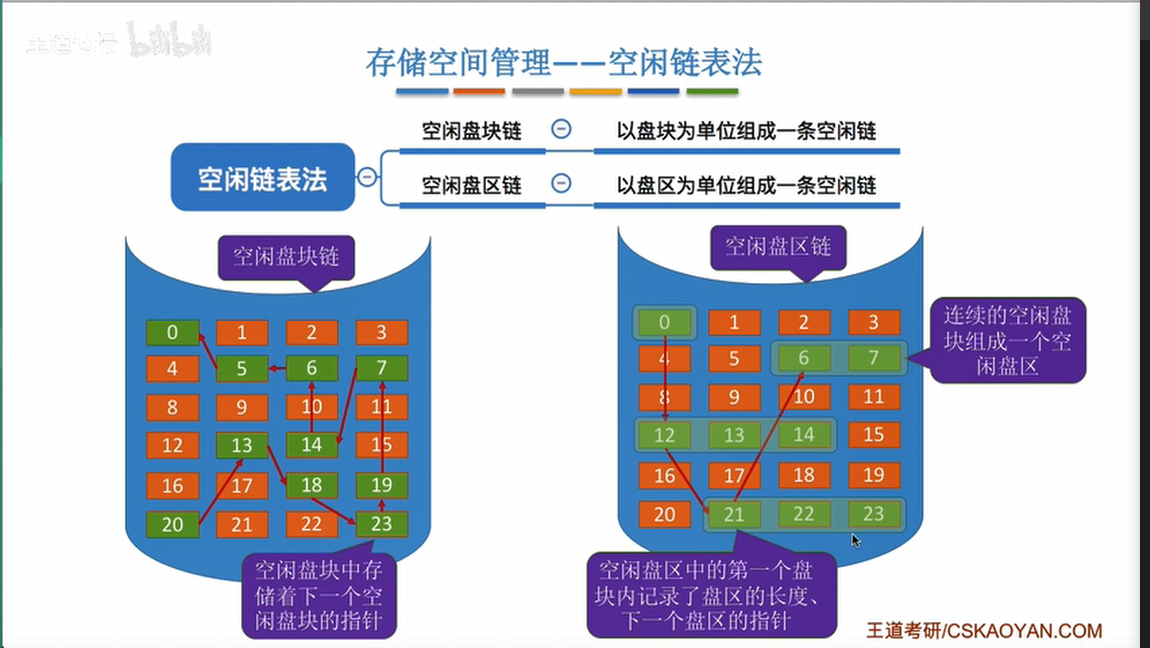 王道论坛 bilibili
存储空间管理——空闲链表法
空闲链表法
空闲盘块链
以盘块为单位组成一条空闲链
空闲盘区链
以盘区为单位组成一条空闲链
空闲盘块链
0 1 2 3
4 5 6 7
8 9 10 11
12 13 14 15
16 17 18 19
20 21 22 23
空闲盘块中存
储着下一个空
闲盘块的指针
空闲盘区链
0 1 2 3
4 5 6 7
8 9 10 11
12 13 14 15
16 17 18 19
20 21 22 23
连续的空闲盘
块组成一个空
闲盘区
空闲盘区中的第一个盘
块内记录了盘区的长度、
下一个盘区的指针
王道考研/CSKAOYAN.COM